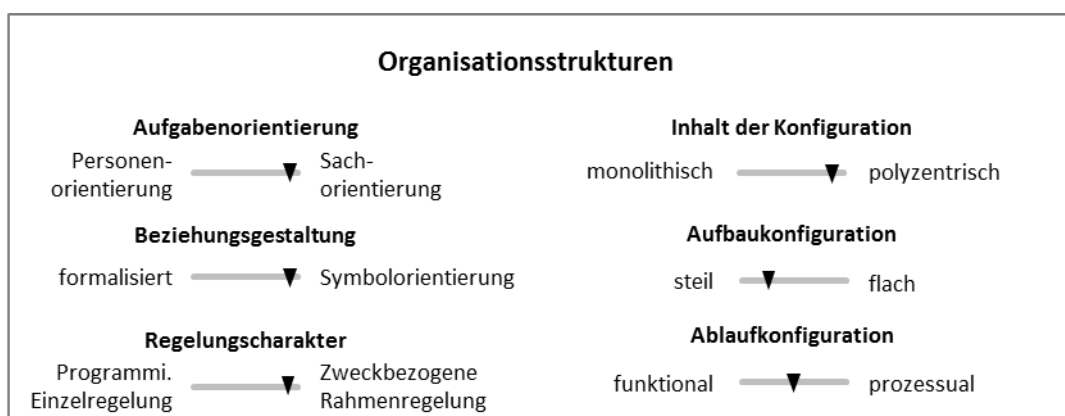 Organisationsstrukturen
Aufgabenorientierung
Personen-
orientierung
Sach-
orientierung
Beziehungsgestaltung
formalisiert
Symbolorientierung
Regelungscharakter
Programmi.
Einzelregelung
Zweckbezogene
Rahmenregelung
Inhalt der Konfiguration
monolithisch
polyzentrisch
Aufbaukonfiguration
steil
flach
Ablaufkonfiguration
funktional
prozessual